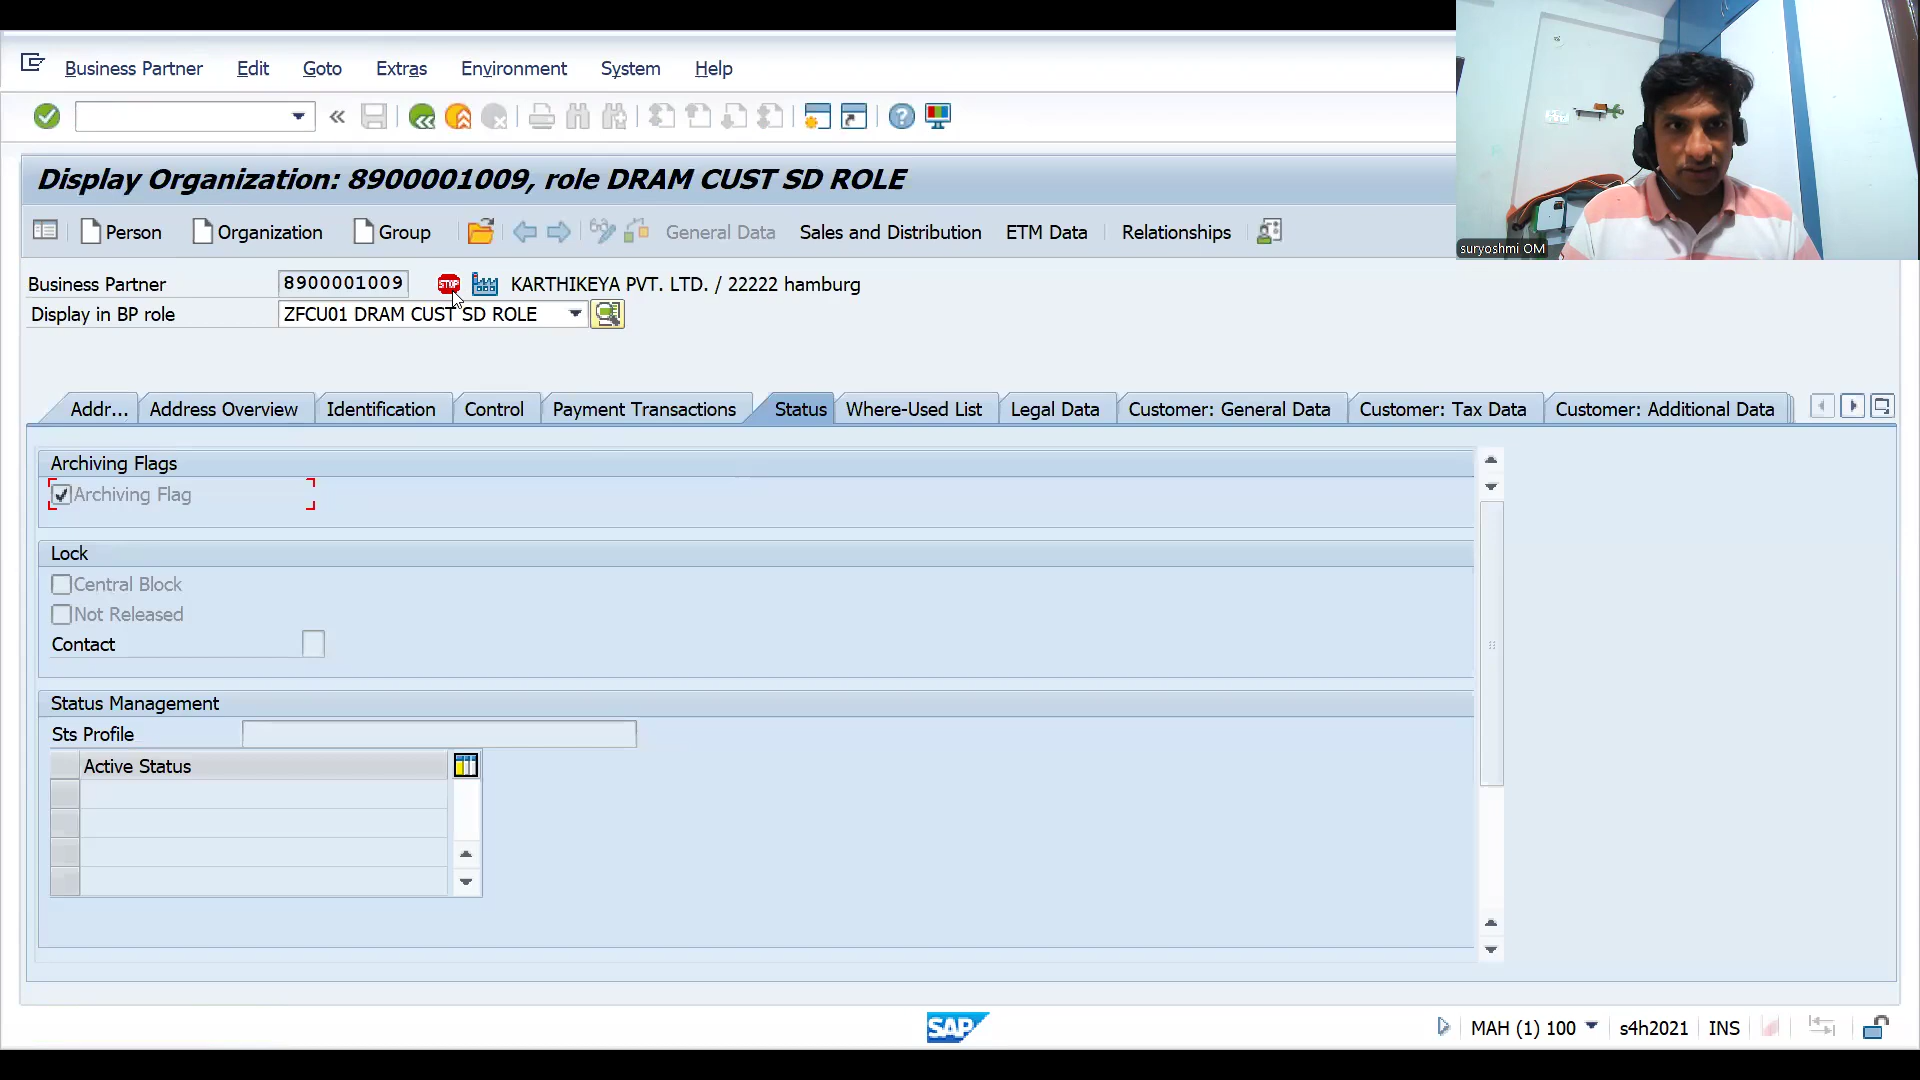 Business Partner Edit Goto Extras Environment System Help
Display Organization: 8900001009, role DRAM CUST SD ROLE
Person Organization Group General Data Sales and Distribution ETM Data Relationships
suryoshmi OM
Business Partner 8900001009 STOP KARTHIKEYA PVT. LTD. / 22222 hamburg
Display in BP role ZFCU01 DRAM CUST SD ROLE
Addr... Address Overview Identification Control Payment Transactions Status Where-Used List Legal Data Customer: General Data Customer: Tax Data Customer: Additional Data
Archiving Flags
Archiving Flag
Lock
Central Block
Not Released
Contact
Status Management
Sts Profile
Active Status
SAP MAH (1) 100 s4h2021 INS